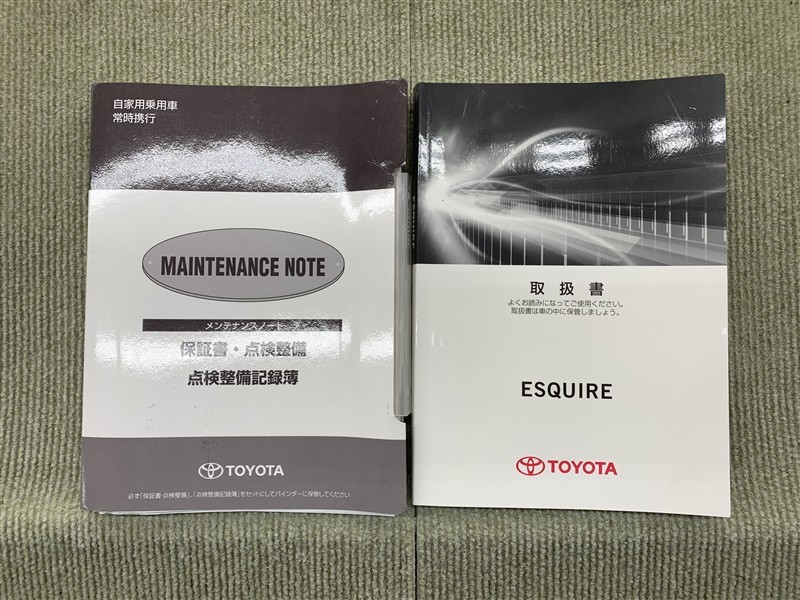 自家用乗用車
常時携行
MAINTENANCE NOTE
メンテナンスノート
保証書・点検整備
点検整備記録簿
TOYOTA
必ず「保証書・点検整備」、「点検整備記録簿」をセットにしてバインダーに保管してください
取扱書
よくお読みになってご使用ください。
取扱書は車の中に保管しましょう。
ESQUIRE
TOYOTA